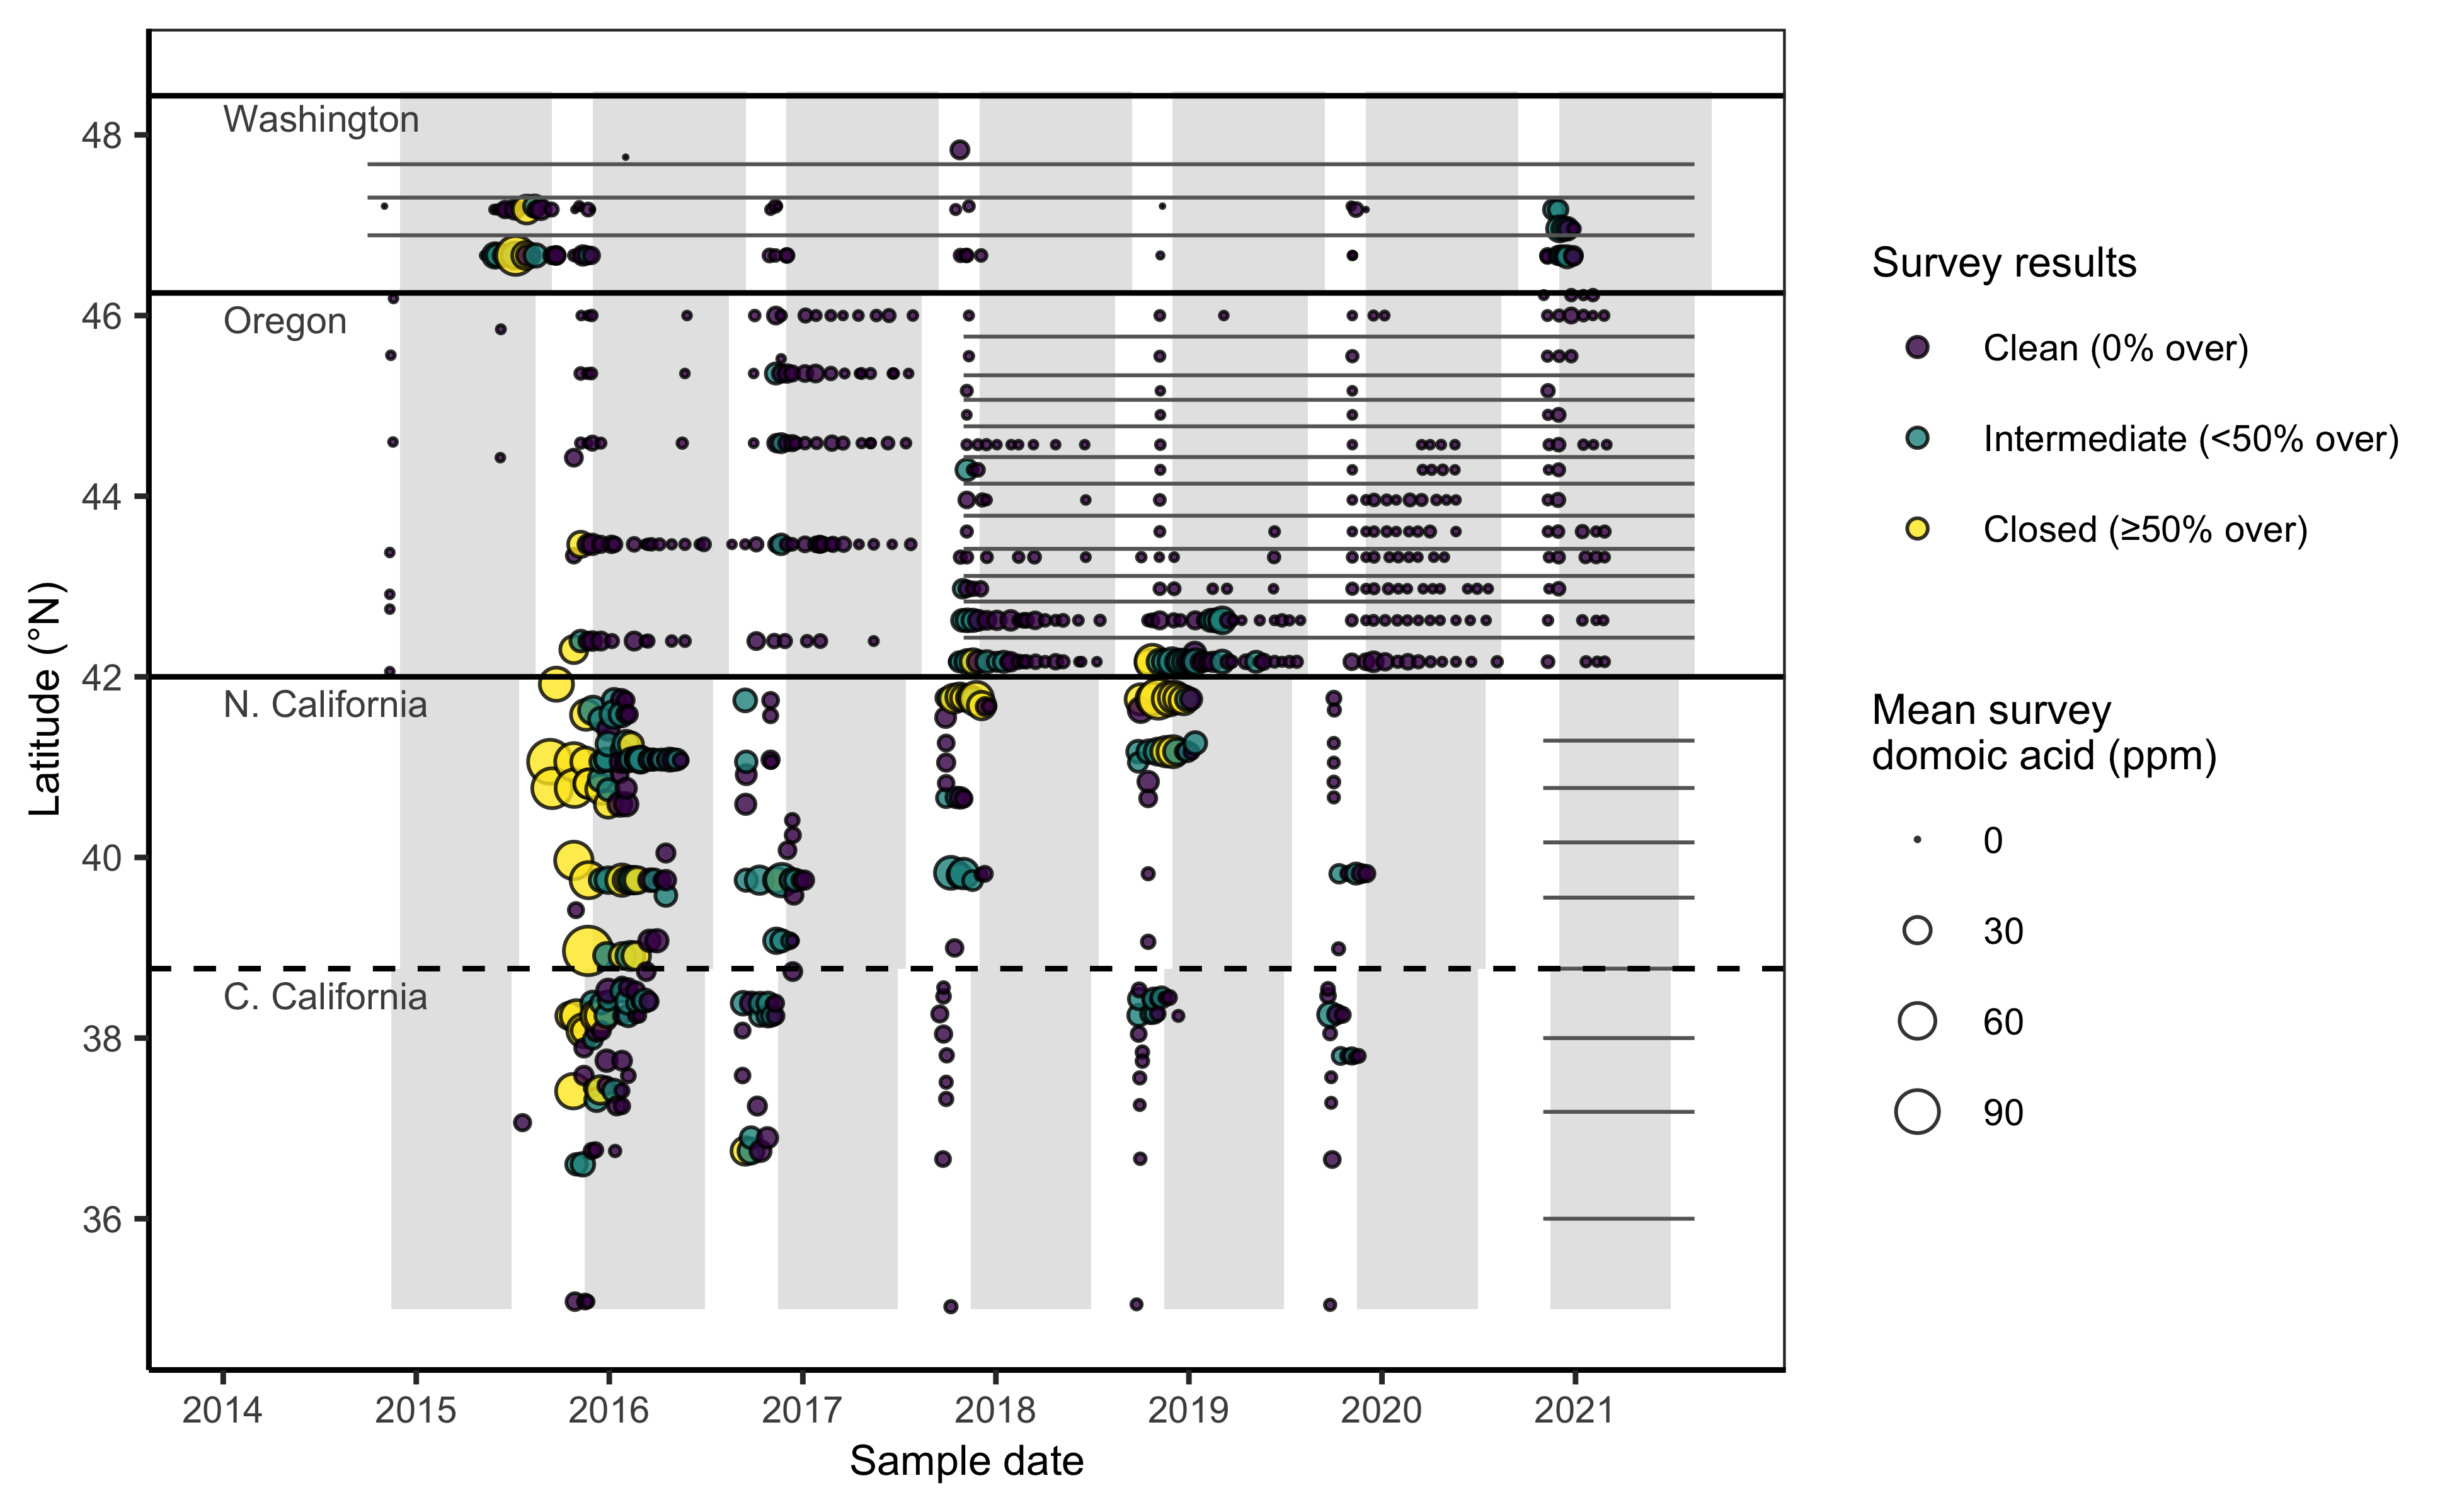 Washington
Oregon
N. California
C. California
48
46
44
42
40
38
36
Latitude (°N)
2014
2015
2016
2017
2018
2019
2020
2021
Sample date
Survey results
Clean (0% over)
Intermediate (<50% over)
Closed (≥50% over)
Mean survey
domoic acid (ppm)
0
30
60
90